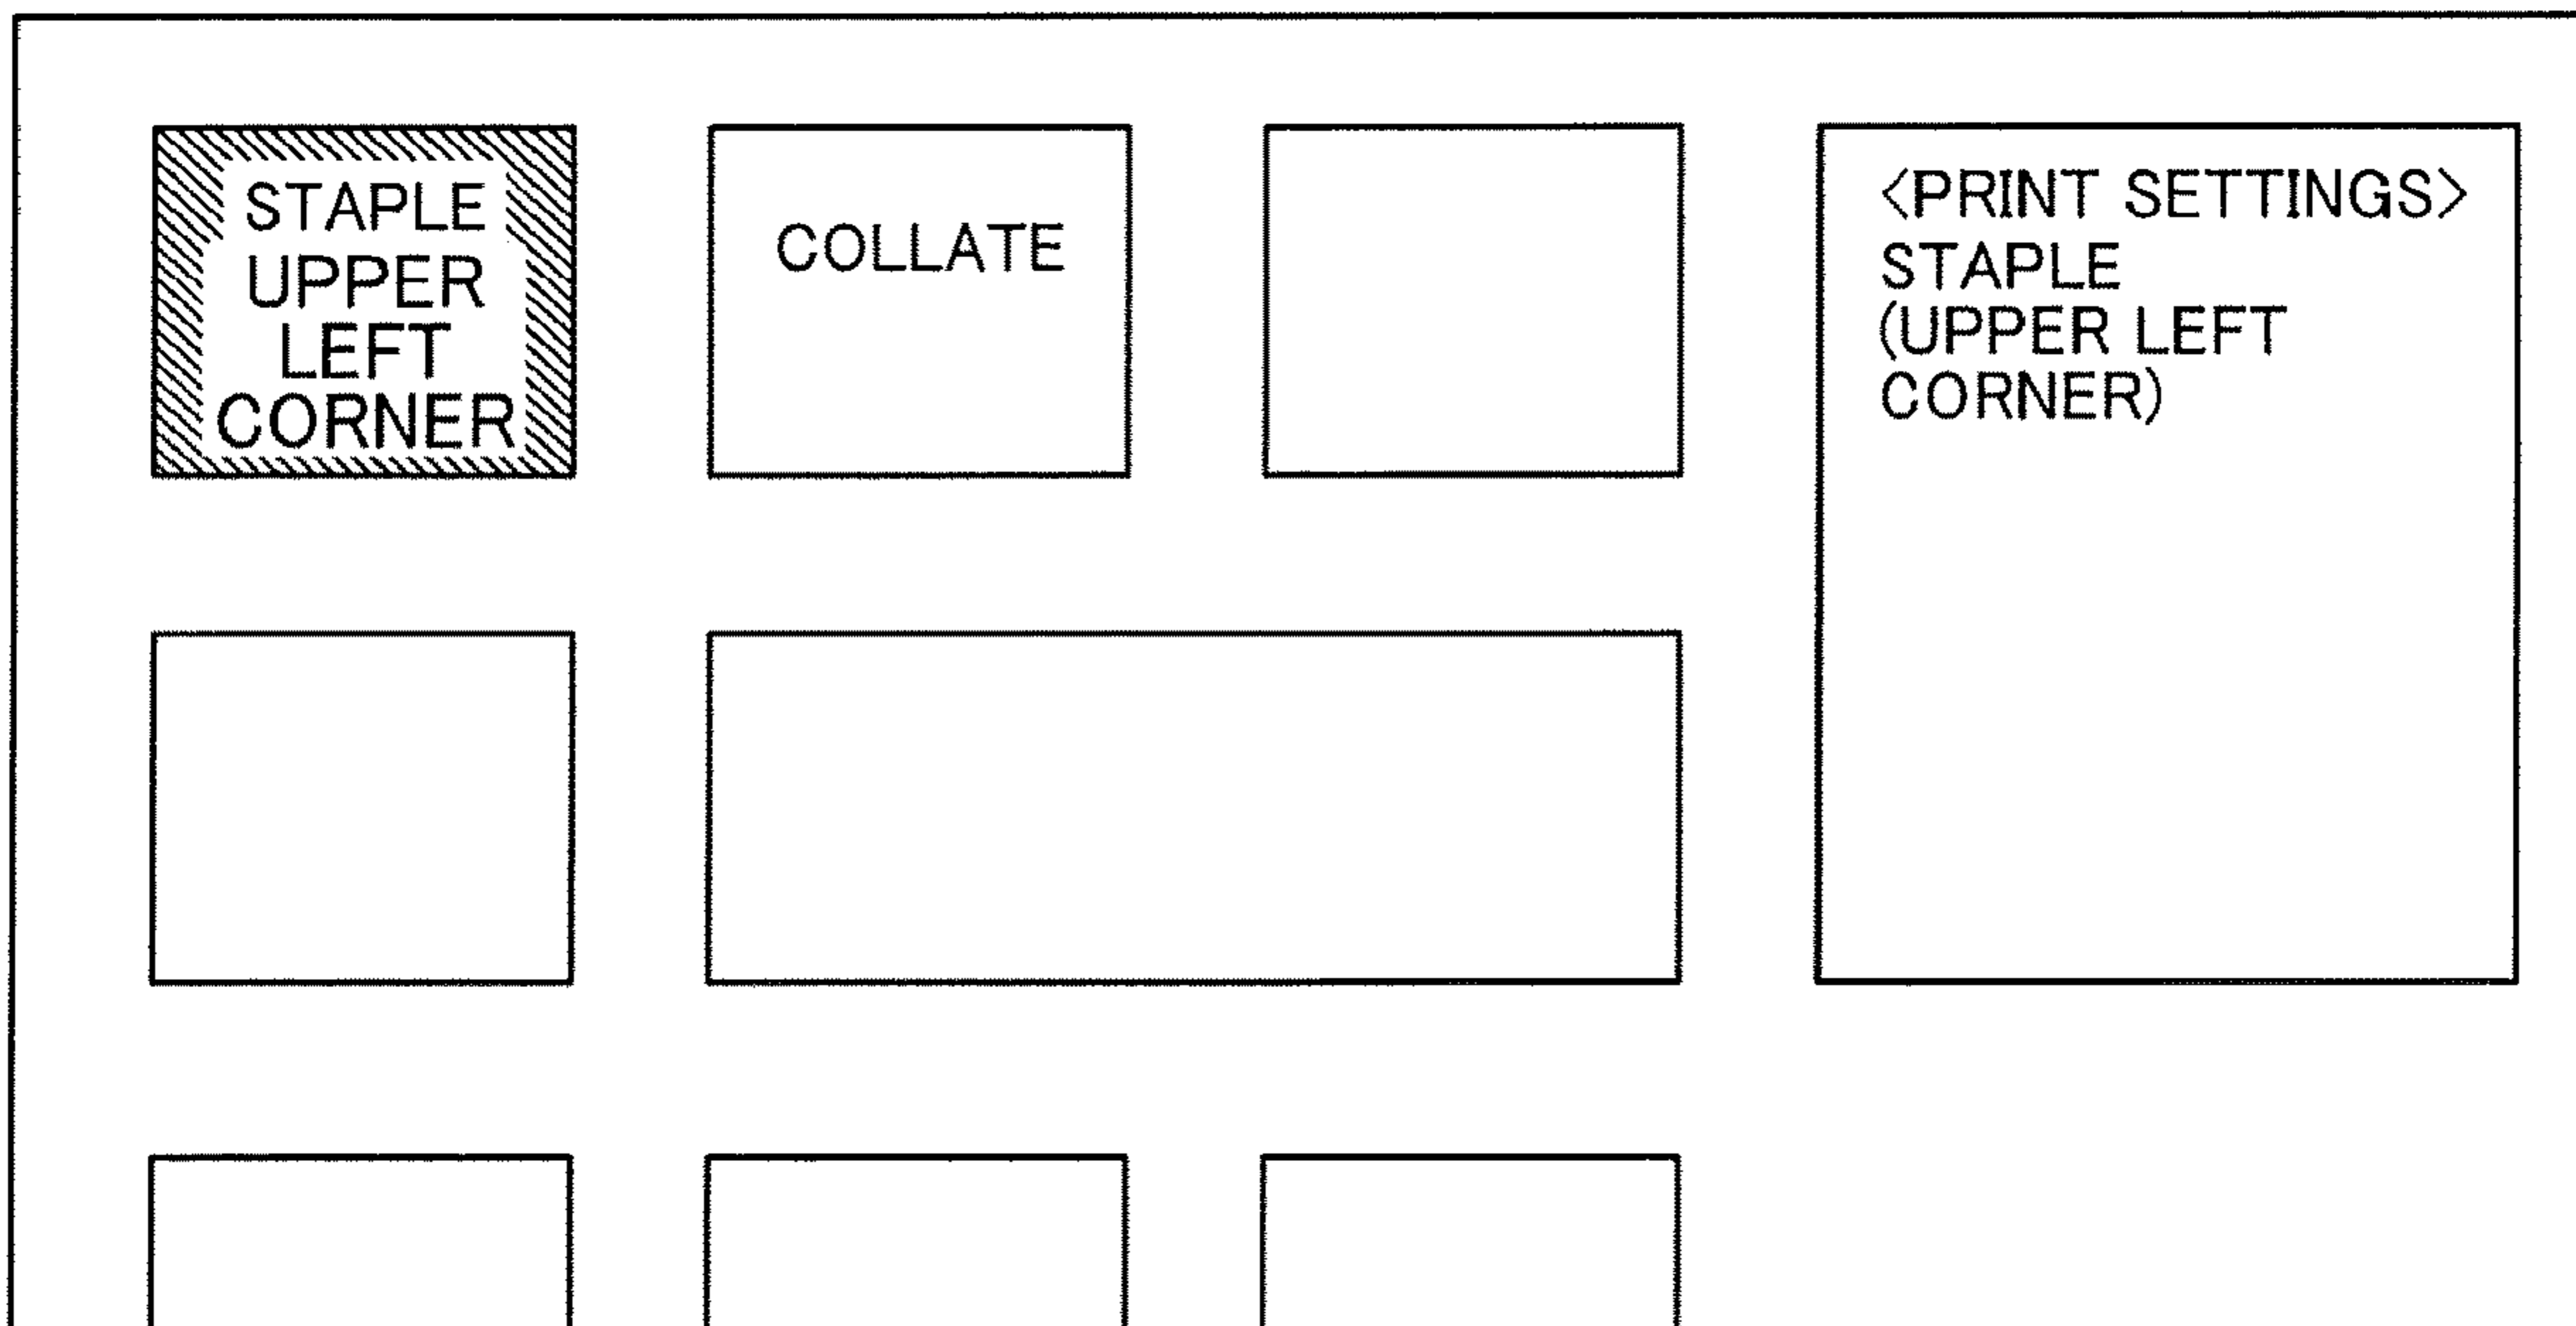 STAPLE
UPPER
LEFT
CORNER
COLLATE
<PRINT SETTINGS>
STAPLE
(UPPER LEFT
CORNER)